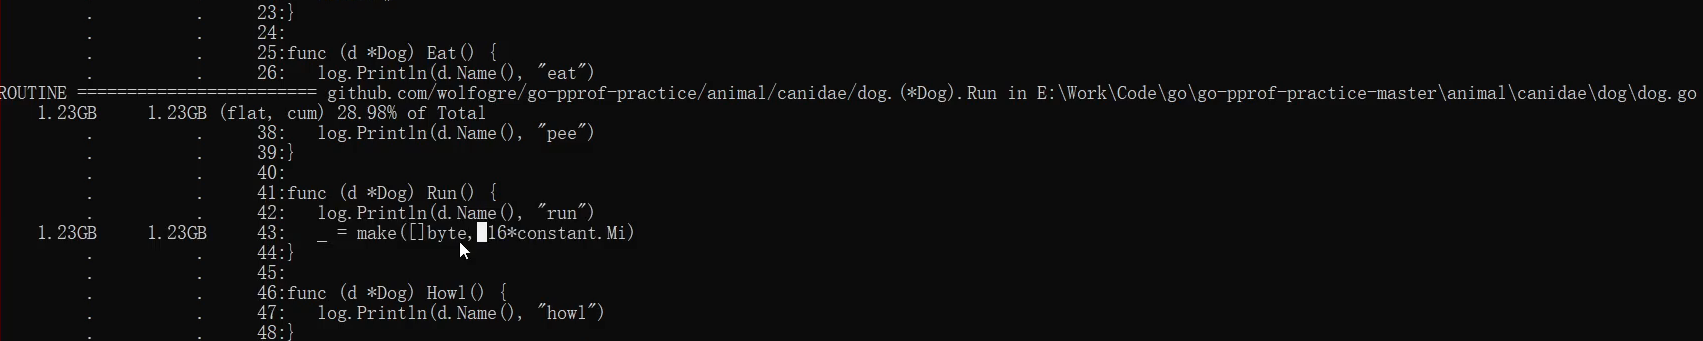 . . 23:}
. . 24:
. . 25:func (d *Dog) Eat() {
. . 26: log.Println(d.Name(), "eat")
ROUTINE ======================== github.com/wolfogre/go-pprof-practice/animal/canidae/dog.(*Dog).Run in E:\Work\Code\go\go-pprof-practice-master\animal\canidae\dog\dog.go
1.23GB 1.23GB (flat, cum) 28.98% of Total
. . 38: log.Println(d.Name(), "pee")
. . 39:}
. . 40:
. . 41:func (d *Dog) Run() {
. . 42: log.Println(d.Name(), "run")
1.23GB 1.23GB 43: _ = make([]byte, 16*constant.Mi)
. . 44:}
. . 45:
. . 46:func (d *Dog) Howl() {
. . 47: log.Println(d.Name(), "howl")
. . 48:}